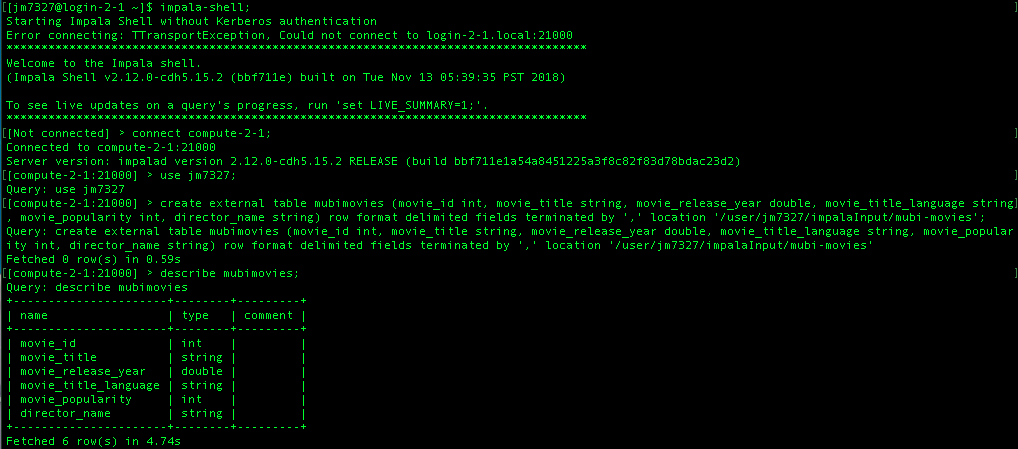 [[jm7327@login-2-1 ~]$ impala-shell; ]
Starting Impala Shell without Kerberos authentication
Error connecting: TTransportException, Could not connect to login-2-1.local:21000
***********************************************************************************
Welcome to the Impala shell.
(Impala Shell v2.12.0-cdh5.15.2 (bbf711e) built on Tue Nov 13 05:39:35 PST 2018)

To see live updates on a query's progress, run 'set LIVE_SUMMARY=1;'.
***********************************************************************************
[[Not connected] > connect compute-2-1; ]
Connected to compute-2-1:21000
Server version: impalad version 2.12.0-cdh5.15.2 RELEASE (build bbf711e1a54a8451225a3f8c82f83d78bdac23d2)
[[compute-2-1:21000] > use jm7327; ]
Query: use jm7327
[[compute-2-1:21000] > create external table mubimovies (movie_id int, movie_title string, movie_release_year double, movie_title_language string]
, movie_popularity int, director_name string) row format delimited fields terminated by ',' location '/user/jm7327/impalaInput/mubi-movies';
Query: create external table mubimovies (movie_id int, movie_title string, movie_release_year double, movie_title_language string, movie_popular
ity int, director_name string) row format delimited fields terminated by ',' location '/user/jm7327/impalaInput/mubi-movies'
Fetched 0 row(s) in 0.59s
[[compute-2-1:21000] > describe mubimovies; ]
Query: describe mubimovies
+----------------------+--------+---------+
| name                 | type   | comment |
+----------------------+--------+---------+
| movie_id             | int    |         |
| movie_title          | string |         |
| movie_release_year   | double |         |
| movie_title_language | string |         |
| movie_popularity     | int    |         |
| director_name        | string |         |
+----------------------+--------+---------+
Fetched 6 row(s) in 4.74s